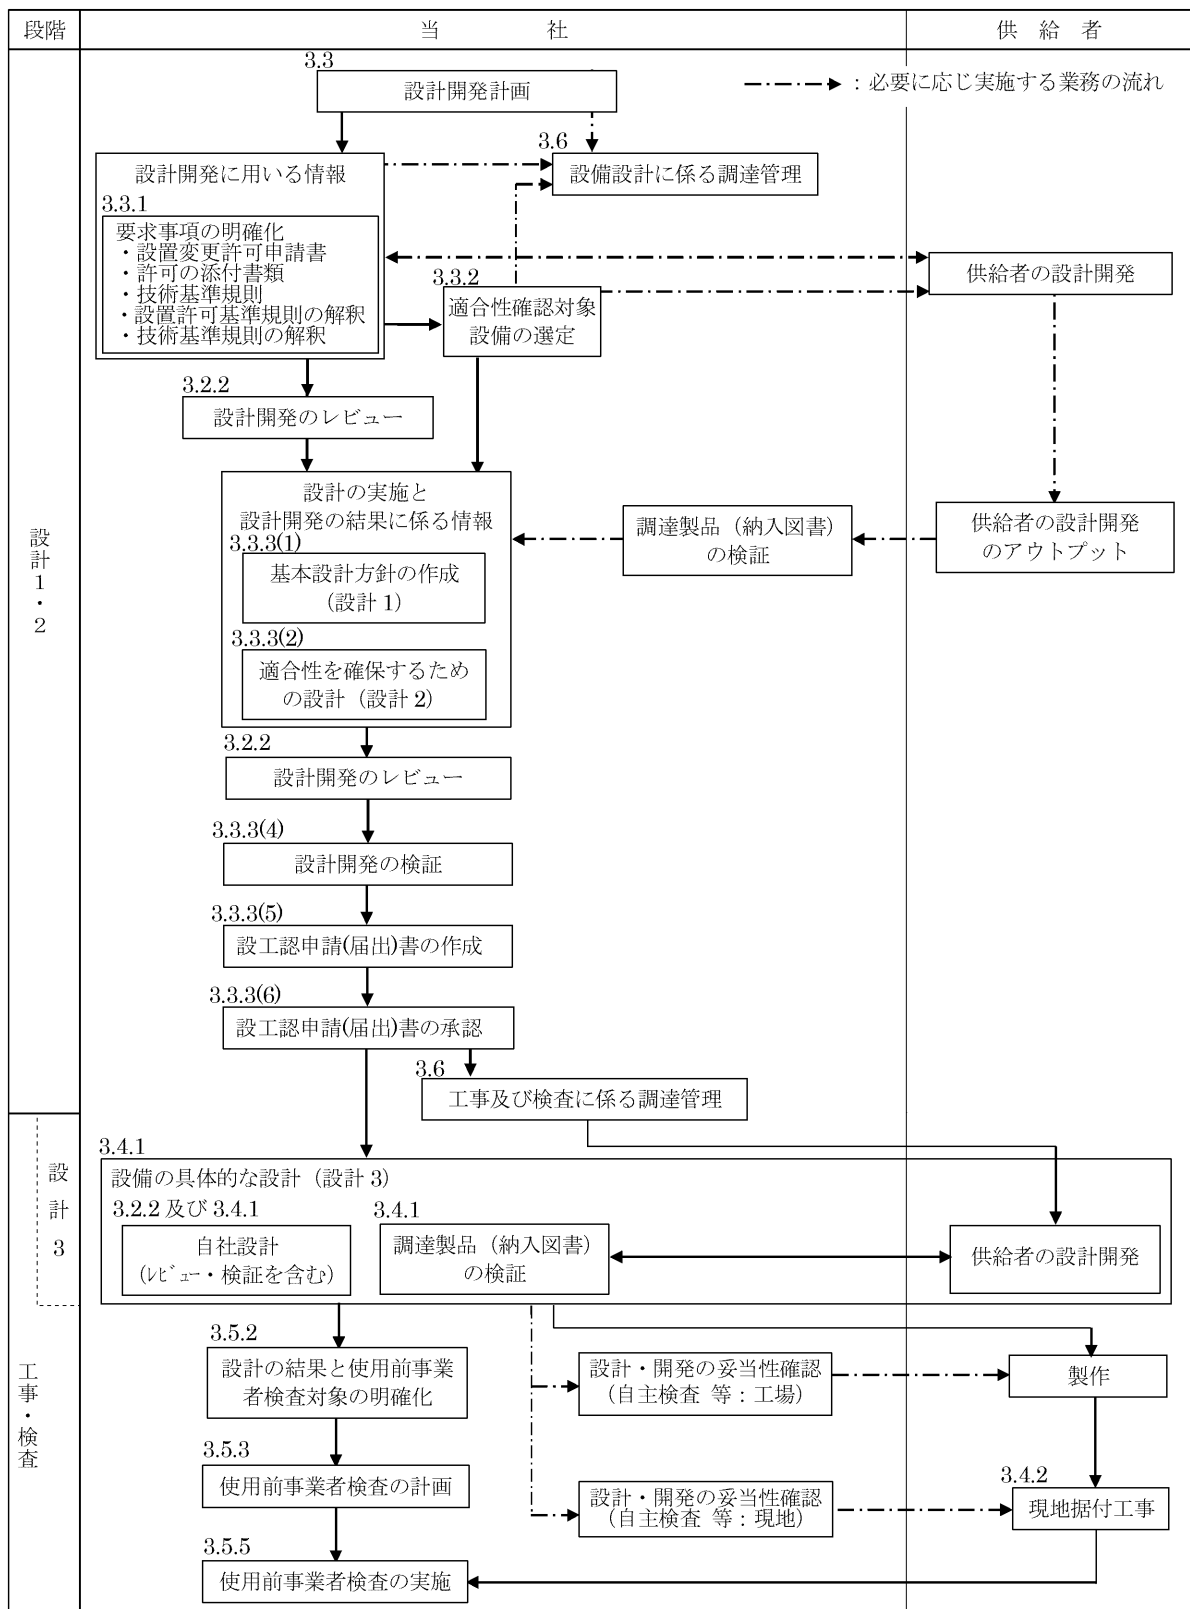 段階
当 社
供 給 者
3.3
設計開発計画
：必要に応じ実施する業務の流れ
3.6
設備設計に係る調達管理
設計開発に用いる情報
3.3.1
要求事項の明確化
・設置変更許可申請書
・許可の添付書類
・技術基準規則
・設置許可基準規則の解釈
・技術基準規則の解釈
3.3.2
適合性確認対象
設備の選定
供給者の設計開発
3.2.2
設計開発のレビュー
設計の実施と
設計開発の結果に係る情報
3.3.3(1)
基本設計方針の作成
（設計 1）
3.3.3(2)
適合性を確保するため
の設計（設計 2）
調達製品（納入図書）
の検証
供給者の設計開発
のアウトプット
設計1・2
3.2.2
設計開発のレビュー
3.3.3(4)
設計開発の検証
3.3.3(5)
設工認申請(届出)書の作成
3.3.3(6)
設工認申請(届出)書の承認
3.6
工事及び検査に係る調達管理
設計3
3.4.1
設備の具体的な設計（設計 3）
3.2.2 及び 3.4.1
自社設計
（ﾚﾋﾞｭｰ・検証を含む）
3.4.1
調達製品（納入図書）
の検証
供給者の設計開発
工事・検査
3.5.2
設計の結果と使用前事業
者検査対象の明確化
設計・開発の妥当性確認
（自主検査 等：工場）
製作
3.5.3
使用前事業者検査の計画
設計・開発の妥当性確認
（自主検査 等：現地）
3.4.2
現地据付工事
3.5.5
使用前事業者検査の実施